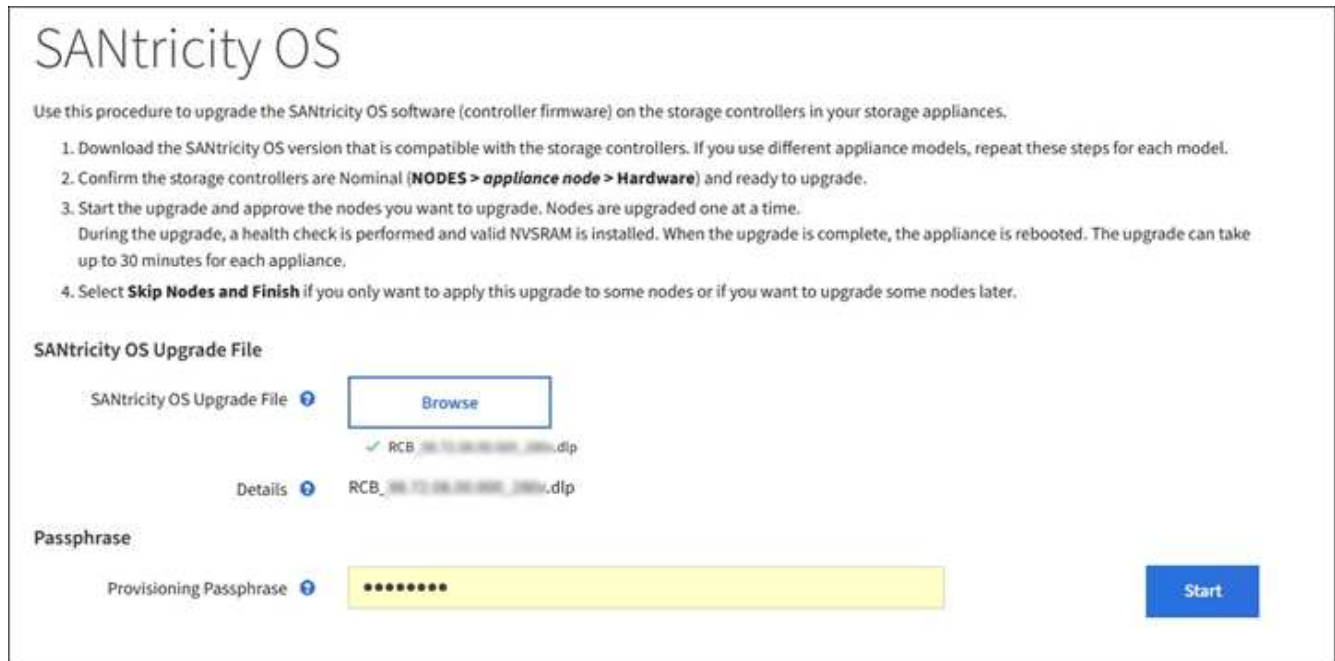 SANtricity OS
Use this procedure to upgrade the SANtricity OS software (controller firmware) on the storage controllers in your storage appliances.
1. Download the SANtricity OS version that is compatible with the storage controllers. If you use different appliance models, repeat these steps for each model.
2. Confirm the storage controllers are Nominal (NODES > appliance node > Hardware) and ready to upgrade.
3. Start the upgrade and approve the nodes you want to upgrade. Nodes are upgraded one at a time.
During the upgrade, a health check is performed and valid NVSRAM is installed. When the upgrade is complete, the appliance is rebooted. The upgrade can take
up to 30 minutes for each appliance.
4. Select Skip Nodes and Finish if you only want to apply this upgrade to some nodes or if you want to upgrade some nodes later.
SANtricity OS Upgrade File
SANtricity OS Upgrade File ? Browse
✓ RCB_ .dlp
Details ? RCB_ .dlp
Passphrase
Provisioning Passphrase ? •••••••• Start